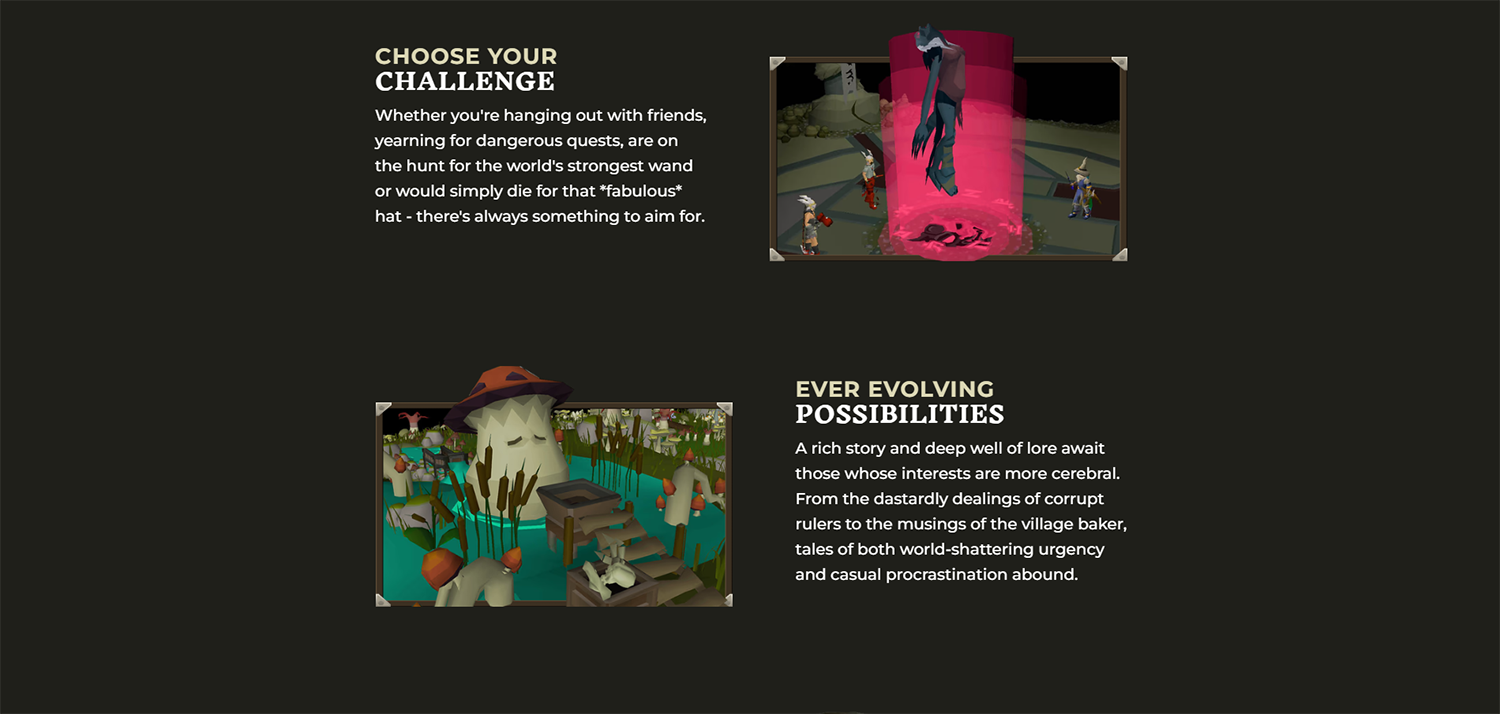 CHOOSE YOUR
CHALLENGE
Whether you're hanging out with friends,
yearning for dangerous quests, are on
the hunt for the world's strongest wand
or would simply die for that *fabulous*
hat - there's always something to aim for.
EVER EVOLVING
POSSIBILITIES
A rich story and deep well of lore await
those whose interests are more cerebral.
From the dastardly dealings of corrupt
rulers to the musings of the village baker,
tales of both world-shattering urgency
and casual procrastination abound.